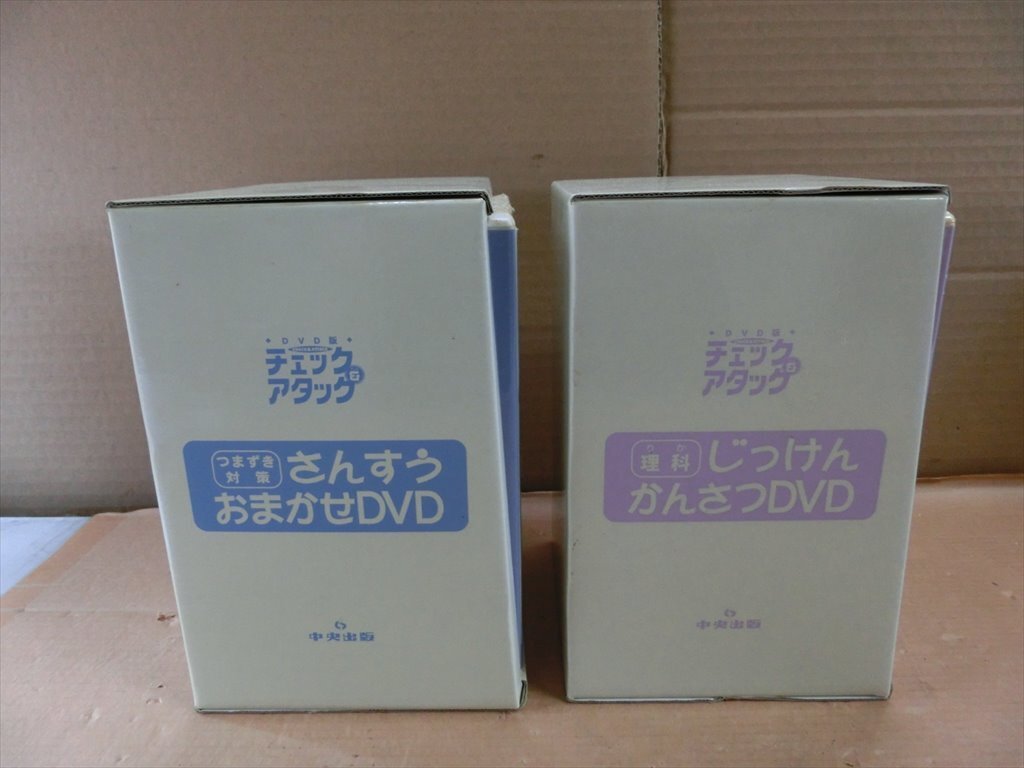 DVD版
チェック&
アタック
つまずき
対策
さんすう
おまかせDVD
中央出版
DVD版
チェック&
アタック
りか
理科
じっけん
かんさつDVD
中央出版